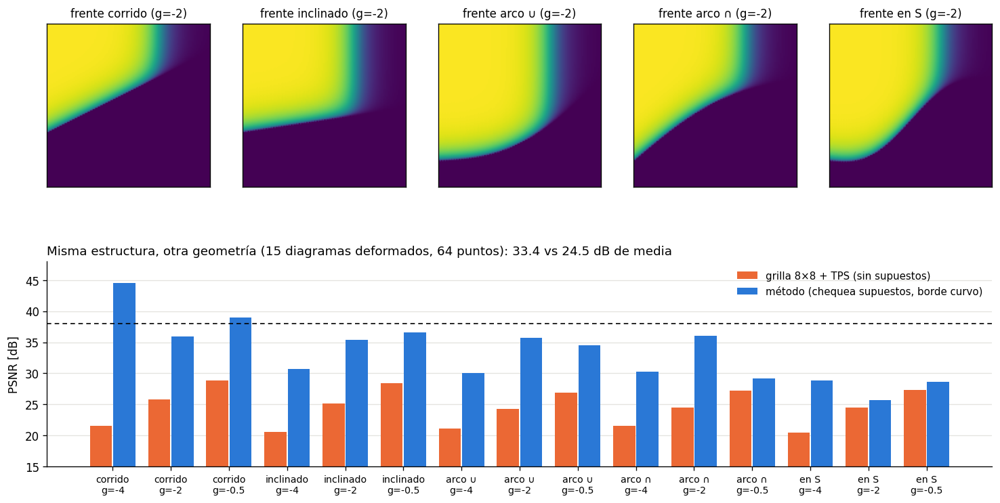 frente corrido (g=-2)
frente inclinado (g=-2)
frente arco ∪ (g=-2)
frente arco ∩ (g=-2)
frente en S (g=-2)
Misma estructura, otra geometría (15 diagramas deformados, 64 puntos): 33.4 vs 24.5 dB de media
grilla 8×8 + TPS (sin supuestos)
método (chequea supuestos, borde curvo)
PSNR [dB]
45
40
35
30
25
20
15
corrido
g=-4
corrido
g=-2
corrido
g=-0.5
inclinado
g=-4
inclinado
g=-2
inclinado
g=-0.5
arco ∪
g=-4
arco ∪
g=-2
arco ∪
g=-0.5
arco ∩
g=-4
arco ∩
g=-2
arco ∩
g=-0.5
en S
g=-4
en S
g=-2
en S
g=-0.5